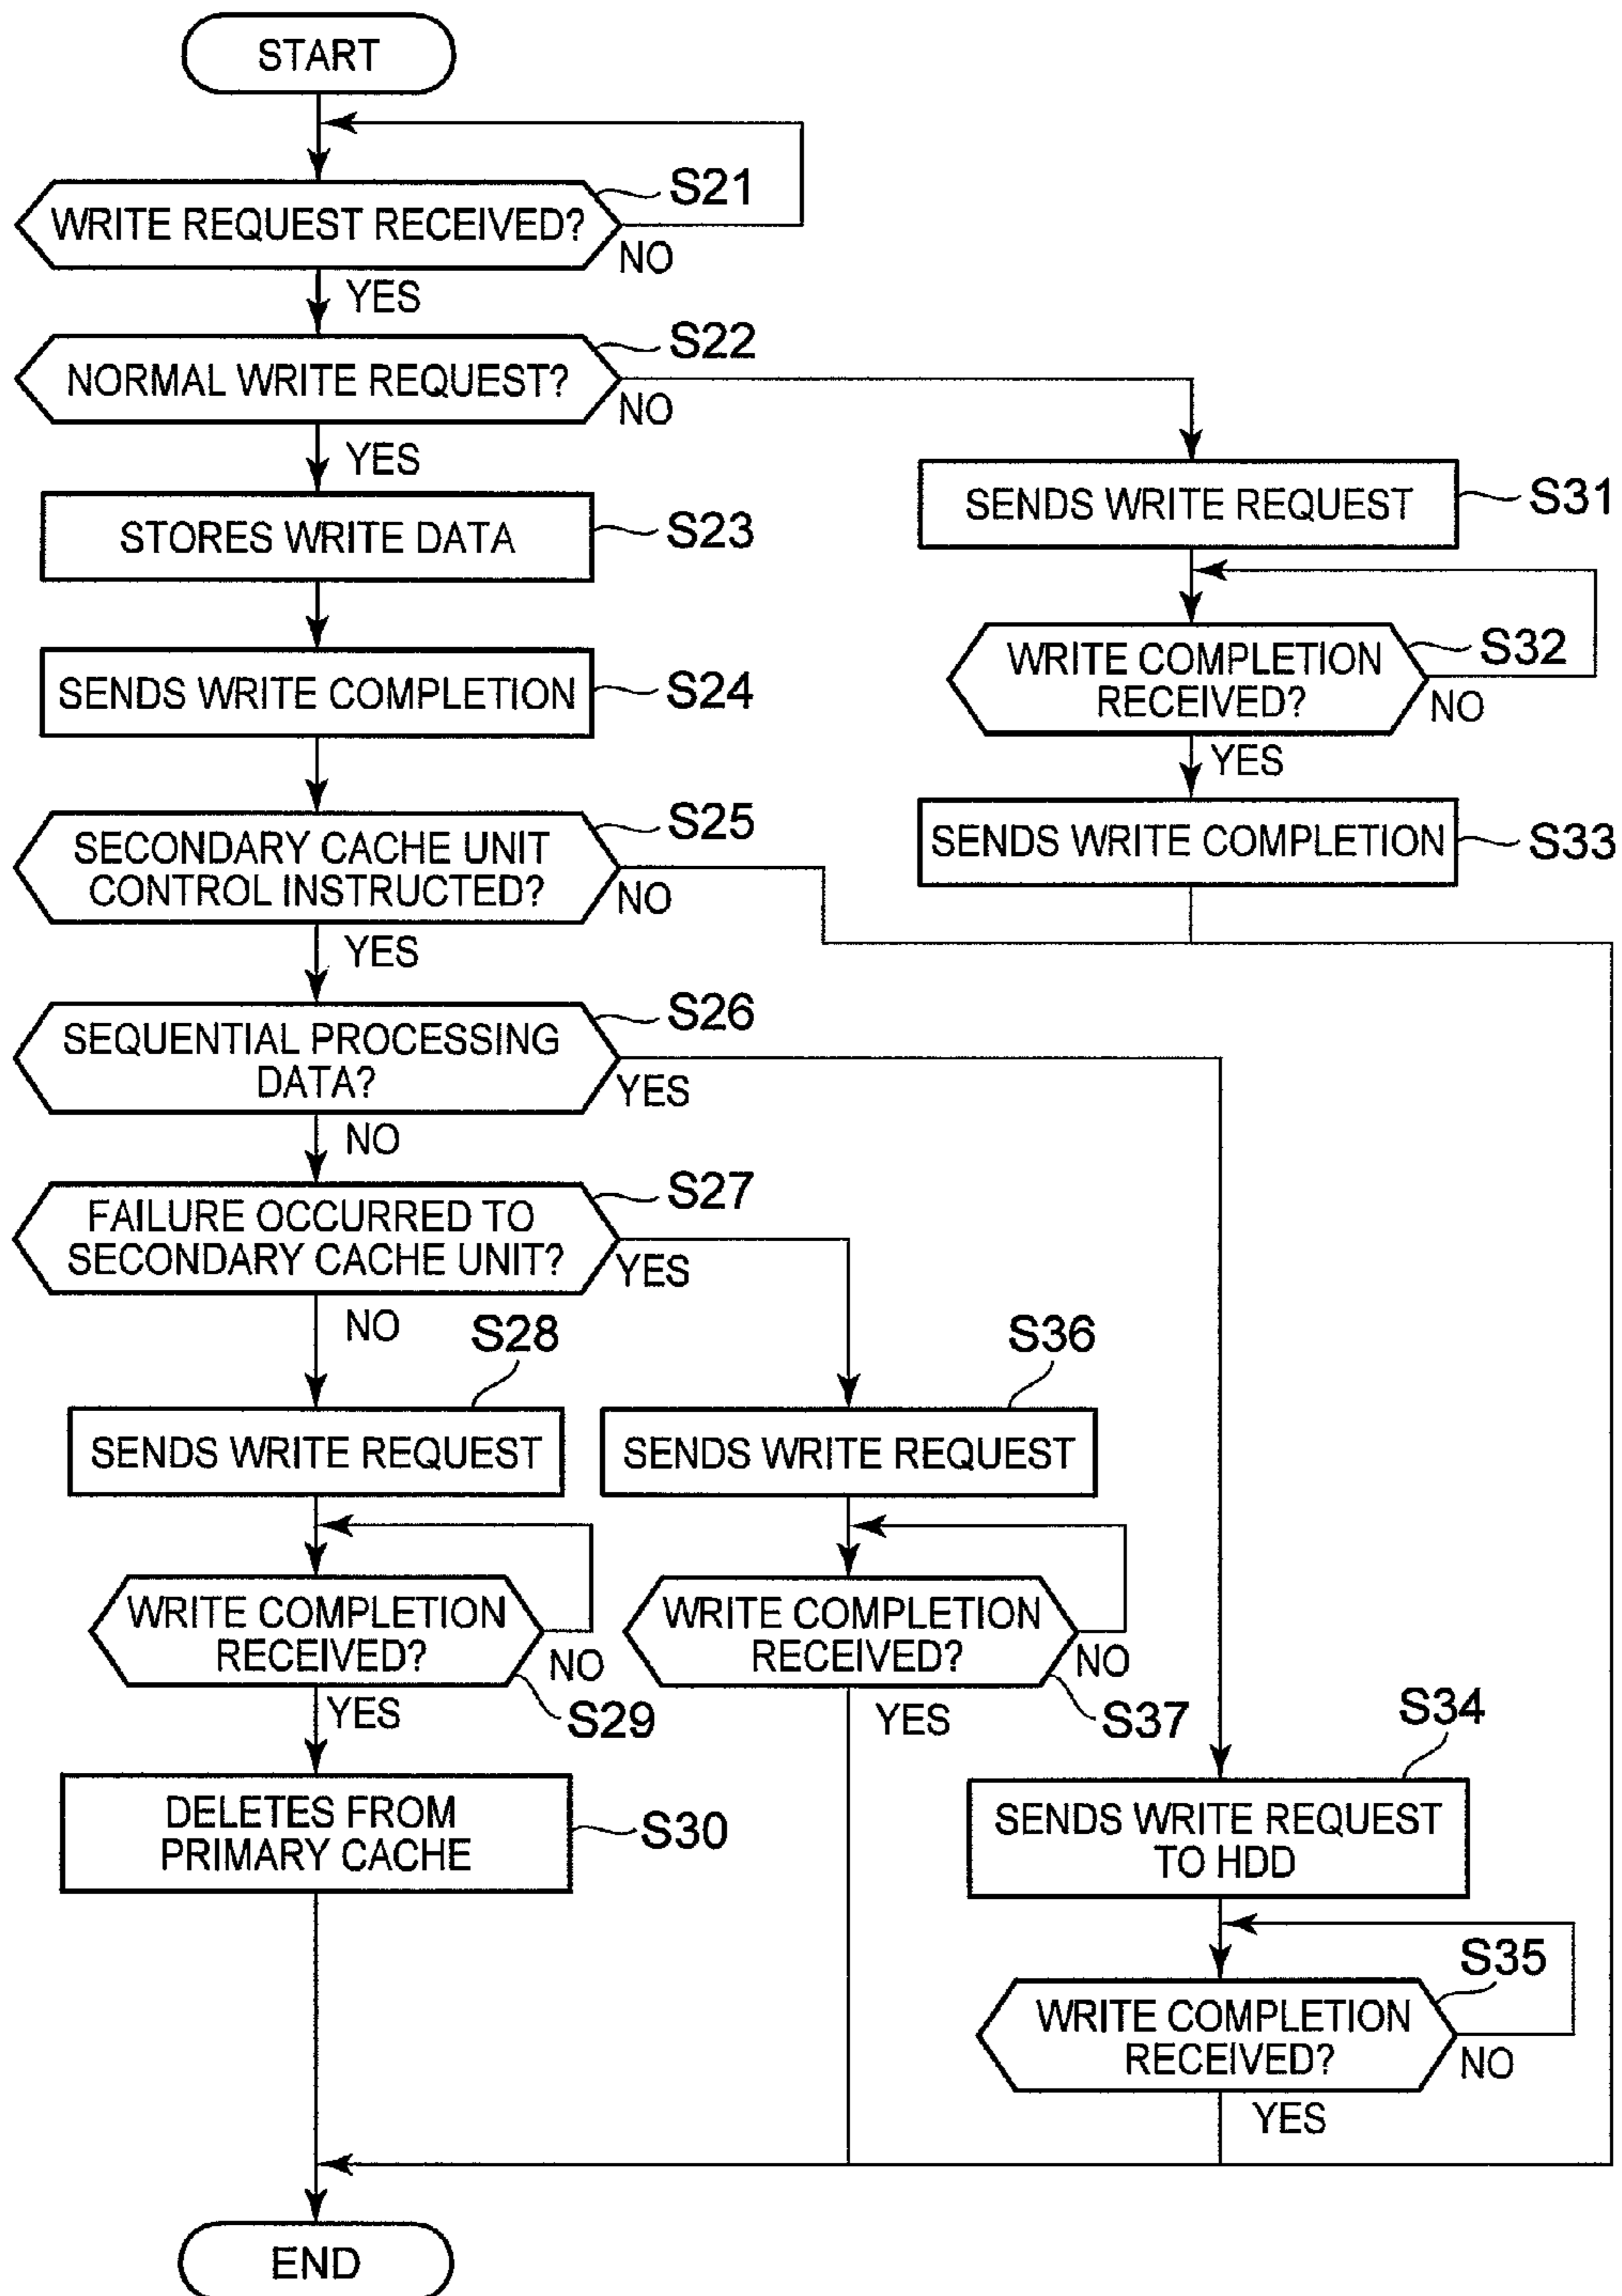 START
S21
WRITE REQUEST RECEIVED?
NO
YES
S22
NORMAL WRITE REQUEST?
NO
YES
STORES WRITE DATA
S23
SENDS WRITE REQUEST
S31
SENDS WRITE COMPLETION
S24
WRITE COMPLETION
RECEIVED?
S32
NO
YES
SECONDARY CACHE UNIT
CONTROL INSTRUCTED?
S25
NO
YES
SENDS WRITE COMPLETION
S33
SEQUENTIAL PROCESSING
DATA?
S26
YES
NO
FAILURE OCCURRED TO
SECONDARY CACHE UNIT?
S27
YES
NO
S28
SENDS WRITE REQUEST
S36
SENDS WRITE REQUEST
WRITE COMPLETION
RECEIVED?
NO
S29
YES
WRITE COMPLETION
RECEIVED?
NO
S37
YES
DELETES FROM
PRIMARY CACHE
S30
S34
SENDS WRITE REQUEST
TO HDD
S35
WRITE COMPLETION
RECEIVED?
NO
YES
END